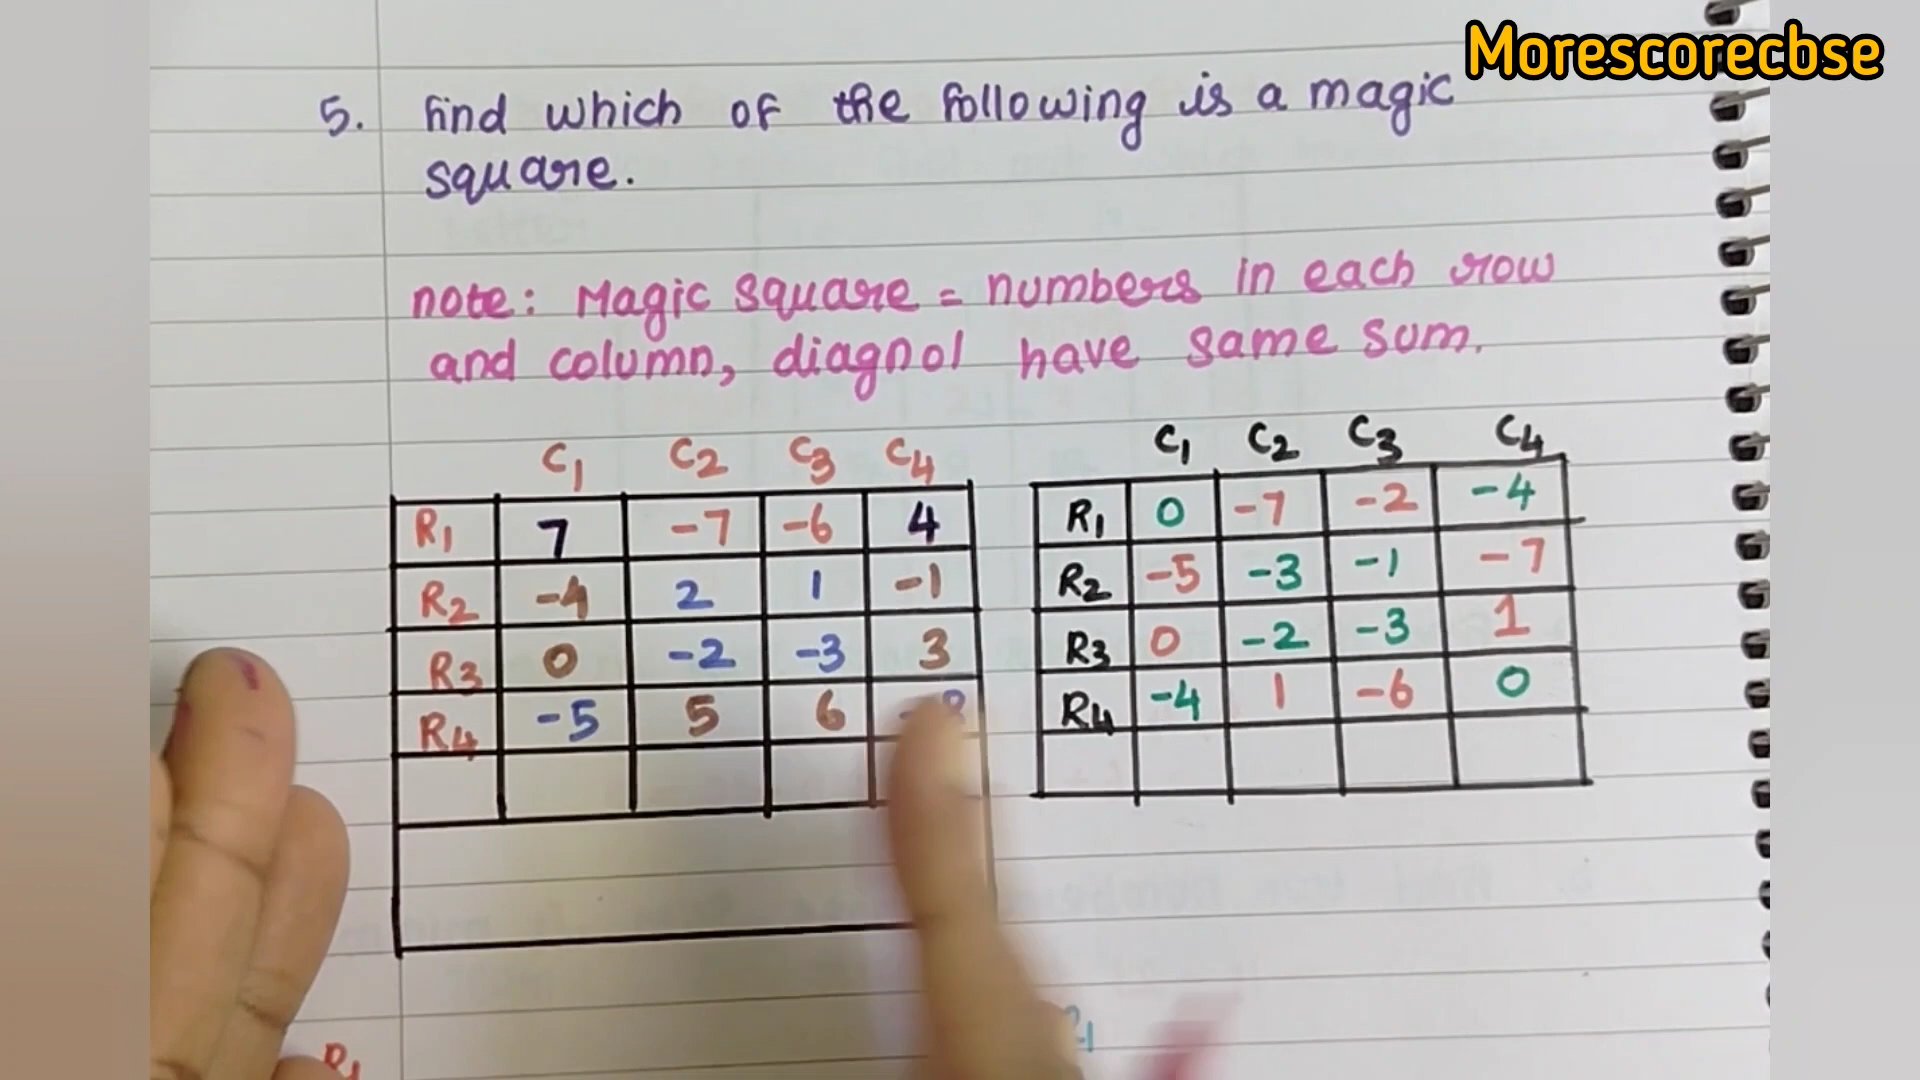 Morescorecbse
5. find which of the following is a magic
square.
note: Magic square = numbers in each row
and column, diagnol have same sum.
C1 C2 C3 C4
R1 7 -7 -6 4
R2 -4 2 1 -1
R3 0 -2 -3 3
R4 -5 5 6
C1 C2 C3 C4
R1 0 -7 -2 -4
R2 -5 -3 -1 -7
R3 0 -2 -3 1
R4 -4 1 -6 0